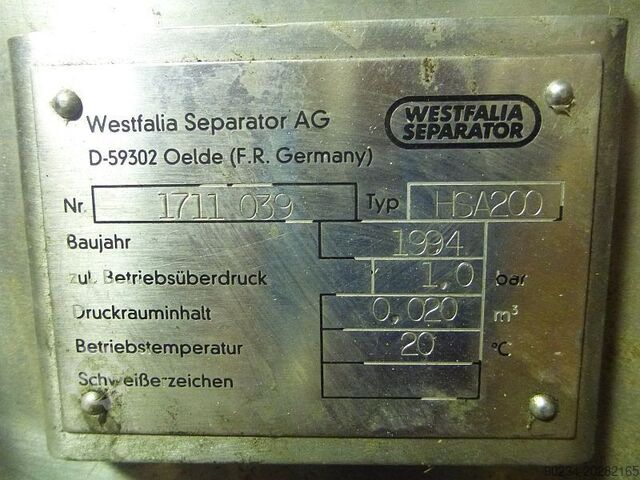 Westfalia Separator AG
WESTFALIA
SEPARATOR
D-59302 Oelde (F.R. Germany)
Nr. 1711 039 Typ HSA200
Baujahr 1994
zul. Betriebsüberdruck 1,0 bar
Druckrauminhalt 0,020 m³
Betriebstemperatur 20 °C
Schweißerzeichen
90234-20282165